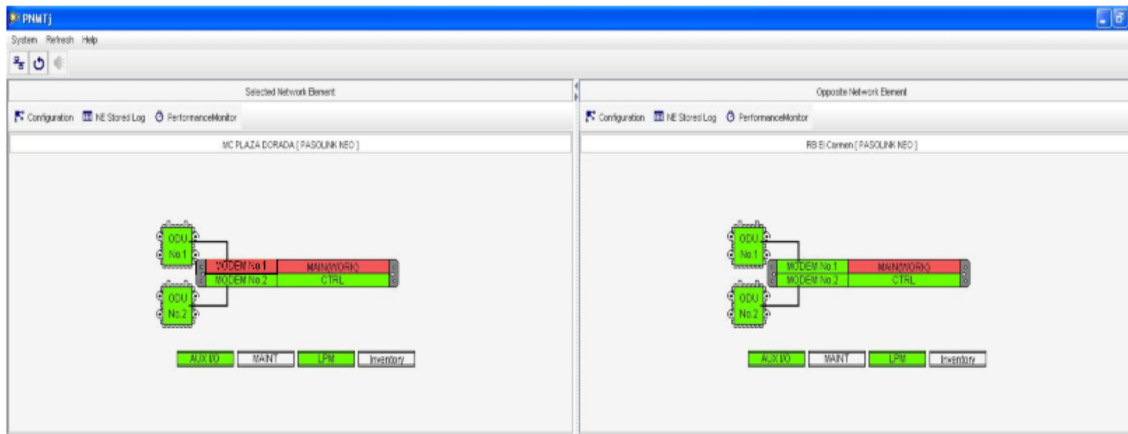 PNMTj
System Refresh Help
Selected Network Element
Opposite Network Element
Configuration NE Stored Log PerformanceMonitor
Configuration NE Stored Log PerformanceMonitor
MC PLAZA DORADA [ PASOLINK NEO ]
RB El Carmen [ PASOLINK NEO ]
ODU
No.1
MODEM No.1 MAIN(WORK)
MODEM No.2 CTRL
ODU
No.2
AUX I/O MAINT LPM Inventory
ODU
No.1
MODEM No.1 MAIN(WORK)
MODEM No.2 CTRL
ODU
No.2
AUX I/O MAINT LPM Inventory